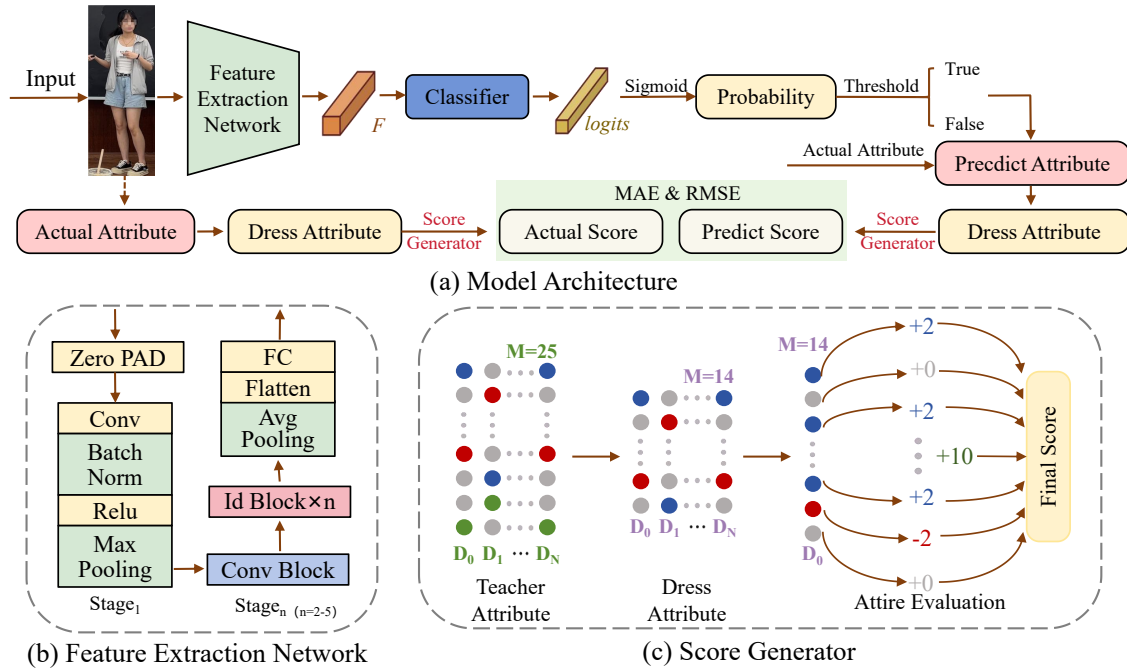 Input
Feature
Extraction
Network
F
Classifier
logits
Sigmoid
Probability
Threshold
True
False
Actual Attribute
Precdict Attribute
MAE & RMSE
Actual Attribute
Dress Attribute
Score
Generator
Actual Score
Predict Score
Score
Generator
Dress Attribute
(a) Model Architecture
Zero PAD
Conv
Batch
Norm
Relu
Max
Pooling
Stage1
FC
Flatten
Avg
Pooling
Id Block×n
Conv Block
Stagen (n=2-5)
(b) Feature Extraction Network
M=25
D0 D1 ··· DN
Teacher
Attribute
M=14
D0 D1 ··· DN
Dress
Attribute
M=14
D0
+2
+0
+2
+10
+2
-2
+0
Attire Evaluation
Final Score
(c) Score Generator